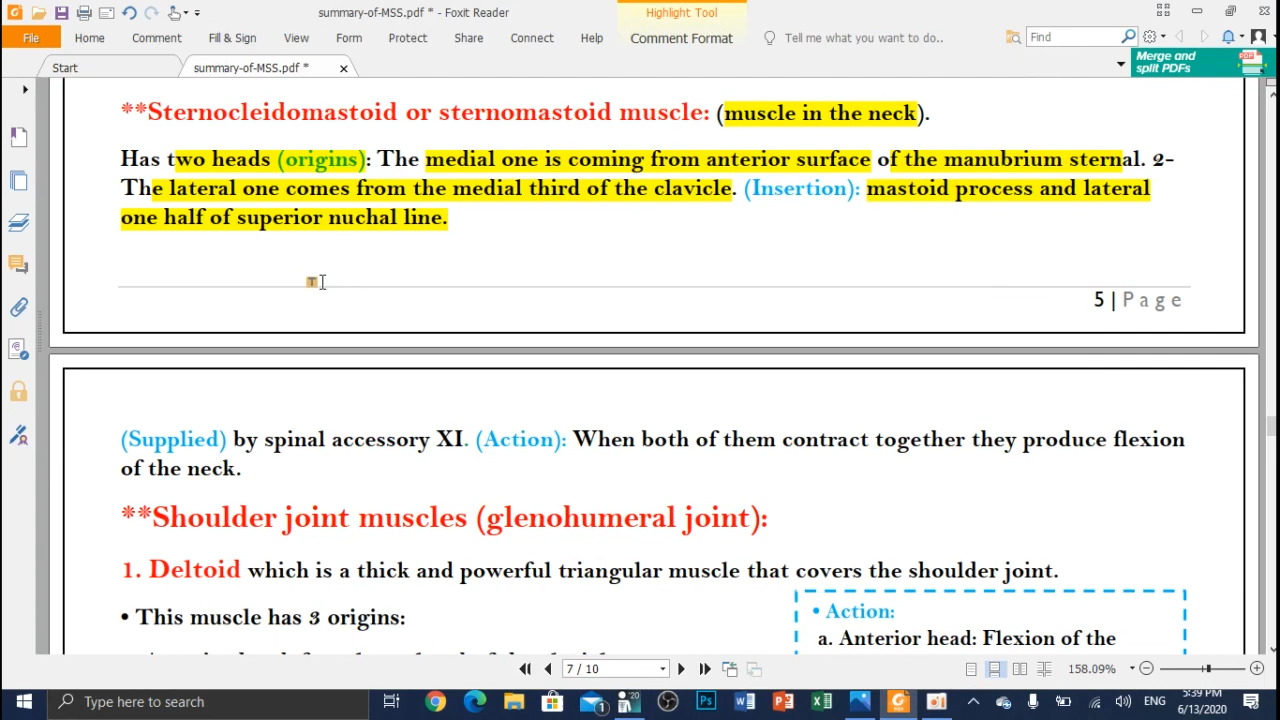 summary-of-MSS.pdf * - Foxit Reader
Highlight Tool
File Home Comment Fill & Sign View Form Protect Share Connect Help Comment Format Tell me what you want to do.. Find
Start summary-of-MSS.pdf * Merge and
split PDFs
**Sternocleidomastoid or sternomastoid muscle: (muscle in the neck).
Has two heads (origins): The medial one is coming from anterior surface of the manubrium sternal. 2-
The lateral one comes from the medial third of the clavicle. (Insertion): mastoid process and lateral
one half of superior nuchal line.
5 | Page
(Supplied) by spinal accessory XI. (Action): When both of them contract together they produce flexion
of the neck.
**Shoulder joint muscles (glenohumeral joint):
1. Deltoid which is a thick and powerful triangular muscle that covers the shoulder joint.
• This muscle has 3 origins:
• Action:
a. Anterior head: Flexion of the
7 / 10 158.09%
Type here to search
ENG
5:39 PM
6/13/2020